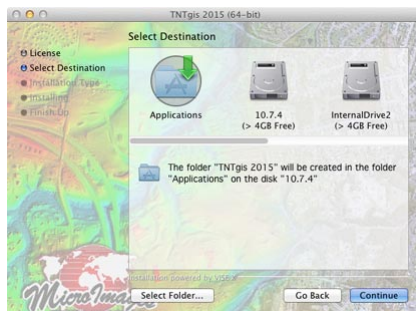 TNTgis 2015 (64-bit)
Select Destination
License
Select Destination
Installation Type
Installing
Finish Up
Applications
10.7.4
(> 4GB Free)
InternalDrive2
(> 4GB Free)
The folder "TNTgis 2015" will be created in the folder
"Applications" on the disk "10.7.4"
Installation powered by VISE X
MicroImages
Select Folder...
Go Back
Continue